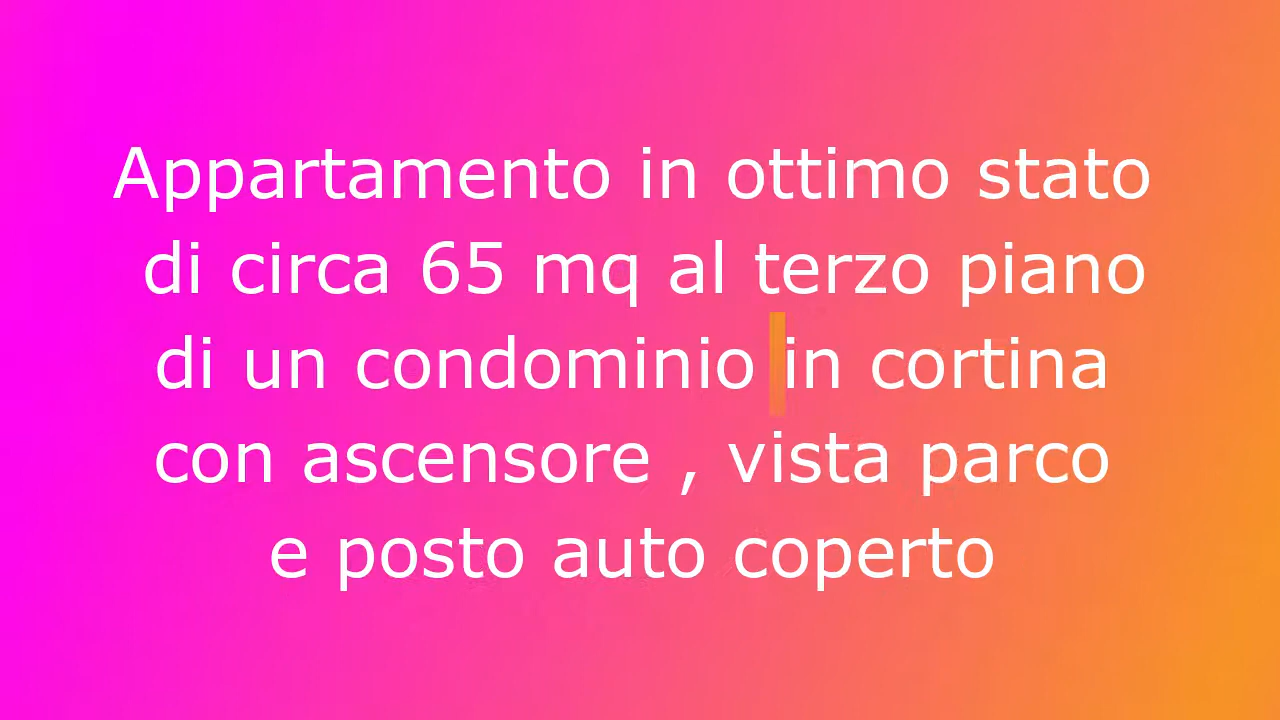 Appartamento in ottimo stato
di circa 65 mq al terzo piano
di un condominio in cortina
con ascensore , vista parco
e posto auto coperto